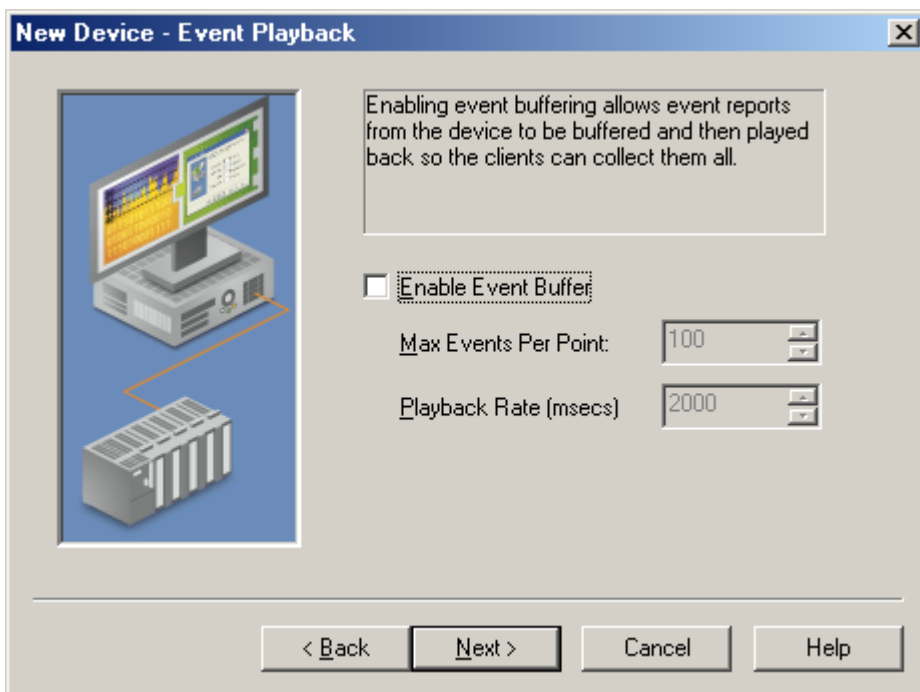 New Device - Event Playback
Enabling event buffering allows event reports
from the device to be buffered and then played
back so the clients can collect them all.
Enable Event Buffer
Max Events Per Point:
100
Playback Rate (msecs)
2000
< Back
Next >
Cancel
Help